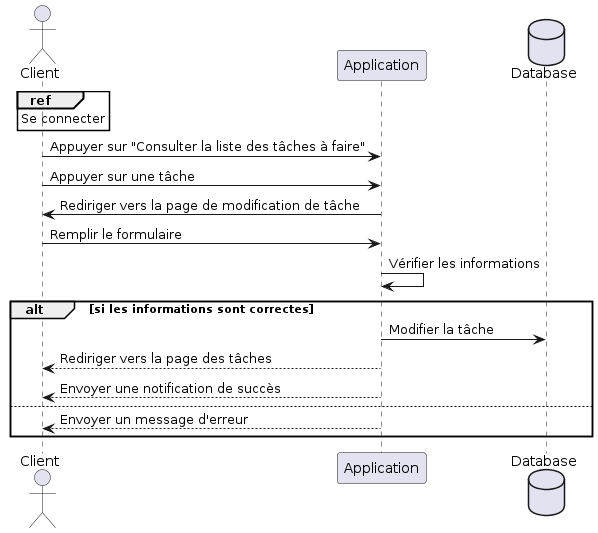 Client
Application
Database
ref
Se connecter
Appuyer sur "Consulter la liste des tâches à faire"
Appuyer sur une tâche
Rediriger vers la page de modification de tâche
Remplir le formulaire
Vérifier les informations
alt [si les informations sont correctes]
Modifier la tâche
Rediriger vers la page des tâches
Envoyer une notification de succès
Envoyer un message d'erreur
Client
Application
Database